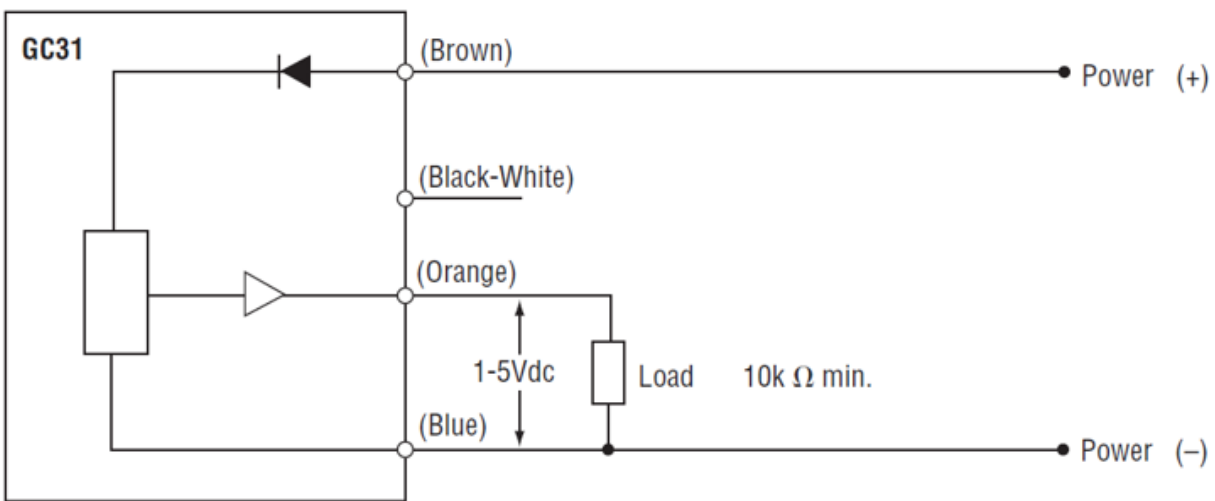 GC31
(Brown)
Power (+)
(Black-White)
(Orange)
1-5Vdc
Load 10k Ω min.
(Blue)
Power (–)